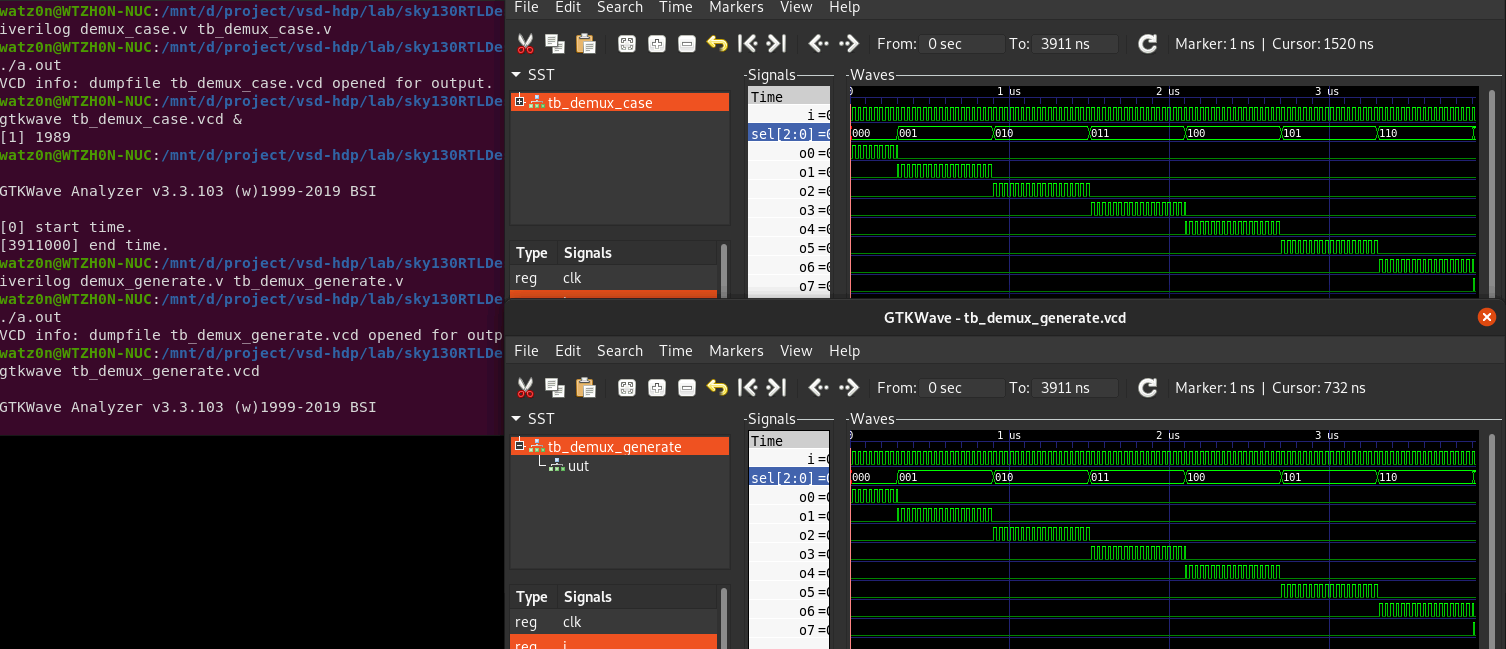 watz0n@WTZH0N-NUC:/mnt/d/project/vsd-hdp/lab/sky130RTLDe
iverilog demux_case.v tb_demux_case.v
watz0n@WTZH0N-NUC:/mnt/d/project/vsd-hdp/lab/sky130RTLDe
./a.out
VCD info: dumpfile tb_demux_case.vcd opened for output.
watz0n@WTZH0N-NUC:/mnt/d/project/vsd-hdp/lab/sky130RTLDe
gtkwave tb_demux_case.vcd &
[1] 1989
watz0n@WTZH0N-NUC:/mnt/d/project/vsd-hdp/lab/sky130RTLDe
GTKWave Analyzer v3.3.103 (w)1999-2019 BSI
[0] start time.
[3911000] end time.
watz0n@WTZH0N-NUC:/mnt/d/project/vsd-hdp/lab/sky130RTLDe
iverilog demux_generate.v tb_demux_generate.v
watz0n@WTZH0N-NUC:/mnt/d/project/vsd-hdp/lab/sky130RTLDe
./a.out
VCD info: dumpfile tb_demux_generate.vcd opened for outp
watz0n@WTZH0N-NUC:/mnt/d/project/vsd-hdp/lab/sky130RTLDe
gtkwave tb_demux_generate.vcd
GTKWave Analyzer v3.3.103 (w)1999-2019 BSI
File Edit Search Time Markers View Help
From: 0 sec To: 3911 ns Marker: 1 ns | Cursor: 1520 ns
SST
tb_demux_case
Type Signals
reg clk
Signals
Time
i =0
sel[2:0] =0
o0 =0
o1 =0
o2 =0
o3 =0
o4 =0
o5 =0
o6 =0
o7 =0
Waves
0 1 us 2 us 3 us
000 001 010 011 100 101 110
GTKWave - tb_demux_generate.vcd
File Edit Search Time Markers View Help
From: 0 sec To: 3911 ns Marker: 1 ns | Cursor: 732 ns
SST
tb_demux_generate
uut
Type Signals
reg clk
reg i
Signals
Time
i =0
sel[2:0] =0
o0 =0
o1 =0
o2 =0
o3 =0
o4 =0
o5 =0
o6 =0
o7 =0
Waves
0 1 us 2 us 3 us
000 001 010 011 100 101 110